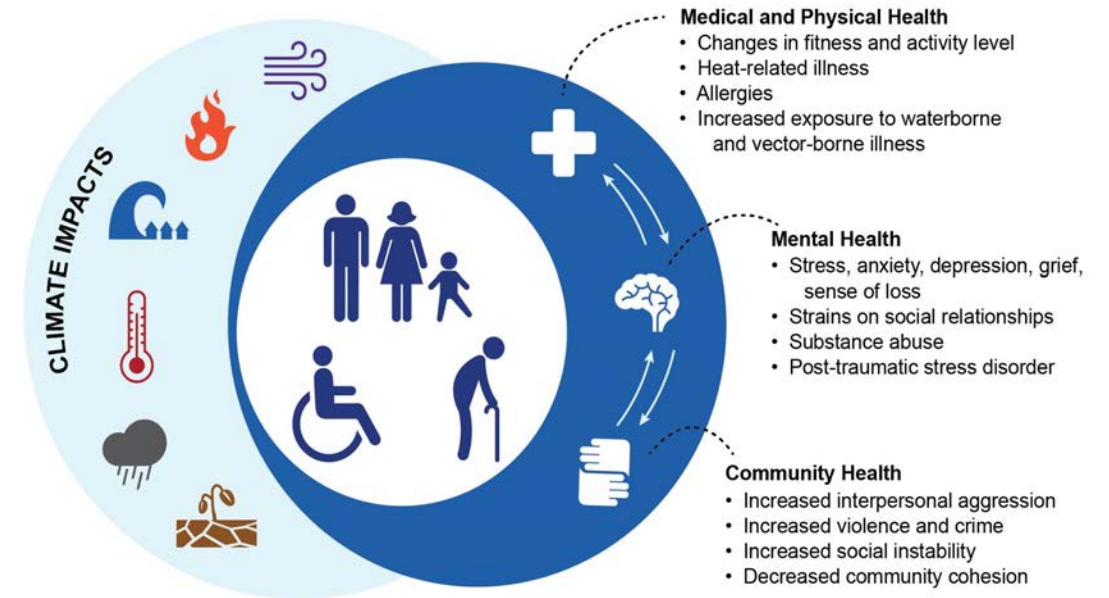 CLIMATE IMPACTS
Medical and Physical Health
• Changes in fitness and activity level
• Heat-related illness
• Allergies
• Increased exposure to waterborne
and vector-borne illness
Mental Health
• Stress, anxiety, depression, grief,
sense of loss
• Strains on social relationships
• Substance abuse
• Post-traumatic stress disorder
Community Health
• Increased interpersonal aggression
• Increased violence and crime
• Increased social instability
• Decreased community cohesion